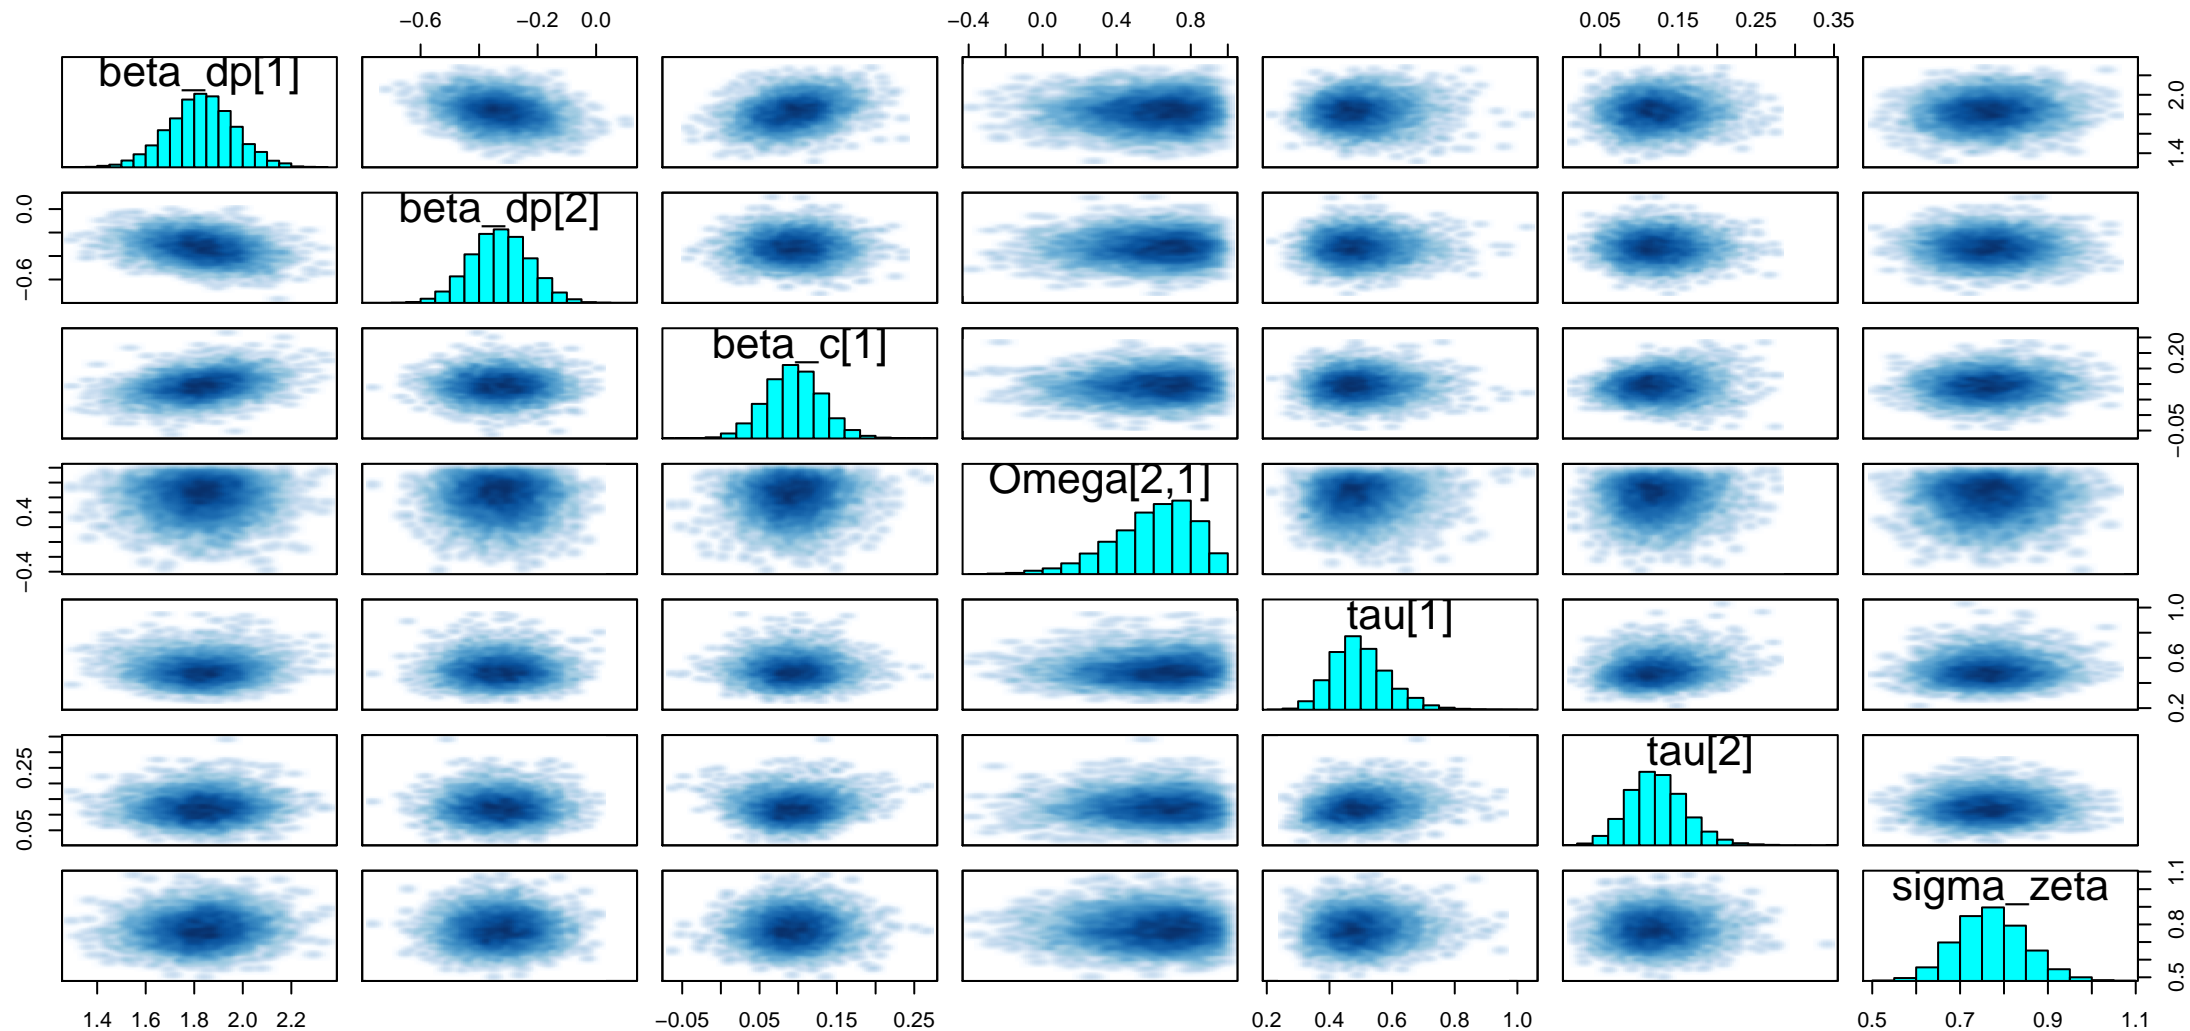 −0.6 −0.2 0.0 −0.4 0.0 0.4 0.8 0.05 0.15 0.25 0.35
beta_dp[1]
1.4 2.0
−0.6 0.0
beta_dp[2]
beta_c[1]
−0.05 0.20
−0.4 0.4
Omega[2,1]
tau[1]
0.2 0.6 1.0
0.05 0.25
tau[2]
sigma_zeta
0.5 0.8 1.1
1.4 1.6 1.8 2.0 2.2 −0.05 0.05 0.15 0.25 0.2 0.4 0.6 0.8 1.0 0.5 0.7 0.9 1.1